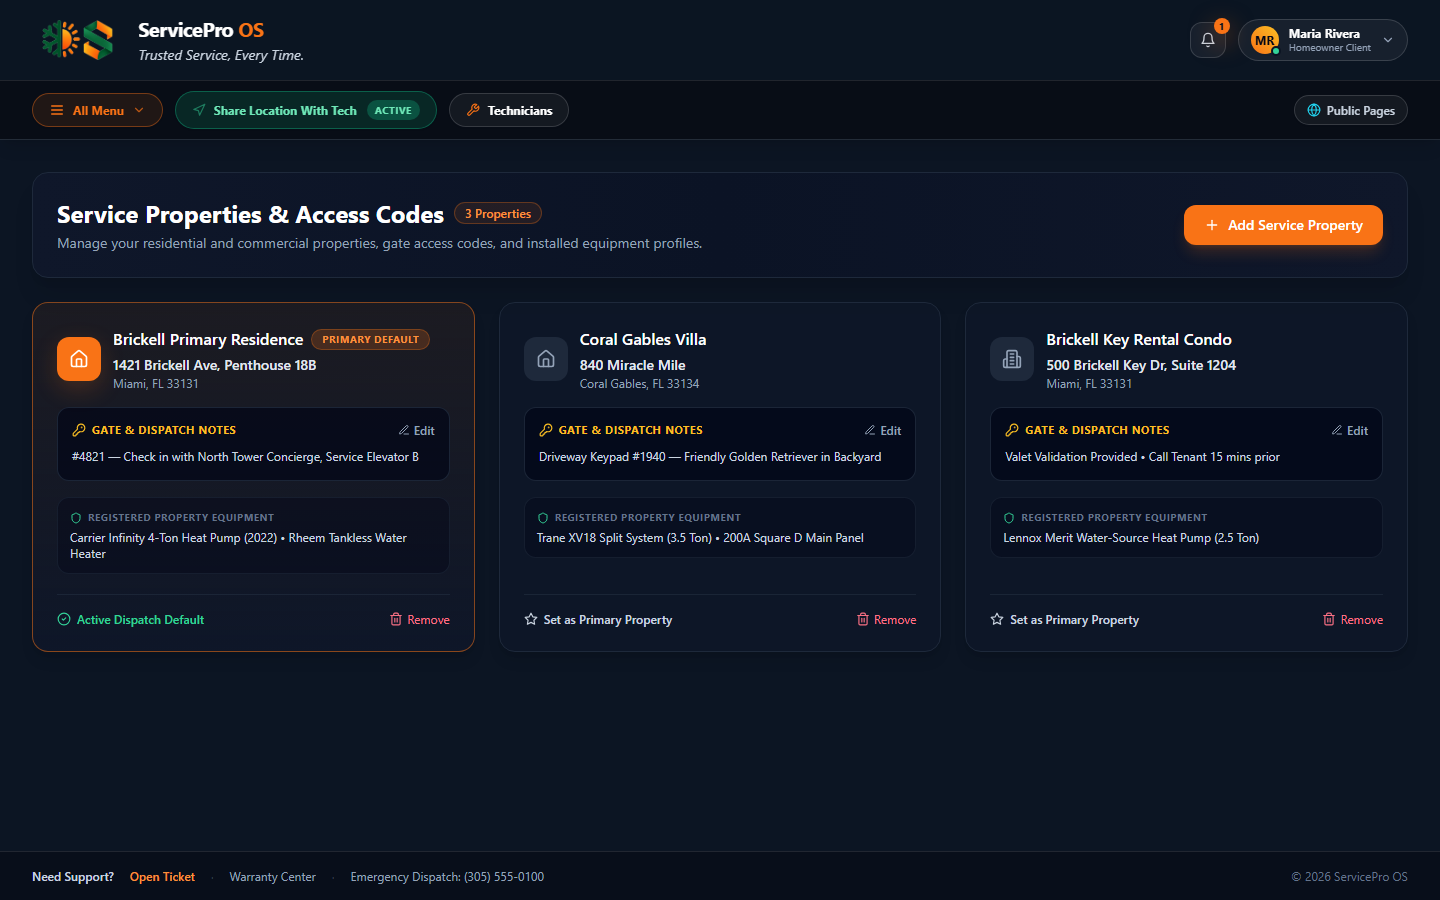 ServicePro OS
Trusted Service, Every Time.
1
MR
Maria Rivera
Homeowner Client
All Menu
Share Location With Tech
ACTIVE
Technicians
Public Pages
Service Properties & Access Codes
3 Properties
Manage your residential and commercial properties, gate access codes, and installed equipment profiles.
Add Service Property
Brickell Primary Residence
PRIMARY DEFAULT
1421 Brickell Ave, Penthouse 18B
Miami, FL 33131
GATE & DISPATCH NOTES
Edit
#4821 — Check in with North Tower Concierge, Service Elevator B
REGISTERED PROPERTY EQUIPMENT
Carrier Infinity 4-Ton Heat Pump (2022) • Rheem Tankless Water
Heater
Active Dispatch Default
Remove
Coral Gables Villa
840 Miracle Mile
Coral Gables, FL 33134
GATE & DISPATCH NOTES
Edit
Driveway Keypad #1940 — Friendly Golden Retriever in Backyard
REGISTERED PROPERTY EQUIPMENT
Trane XV18 Split System (3.5 Ton) • 200A Square D Main Panel
Set as Primary Property
Remove
Brickell Key Rental Condo
500 Brickell Key Dr, Suite 1204
Miami, FL 33131
GATE & DISPATCH NOTES
Edit
Valet Validation Provided • Call Tenant 15 mins prior
REGISTERED PROPERTY EQUIPMENT
Lennox Merit Water-Source Heat Pump (2.5 Ton)
Set as Primary Property
Remove
Need Support?
Open Ticket
·
Warranty Center
·
Emergency Dispatch: (305) 555-0100
© 2026 ServicePro OS